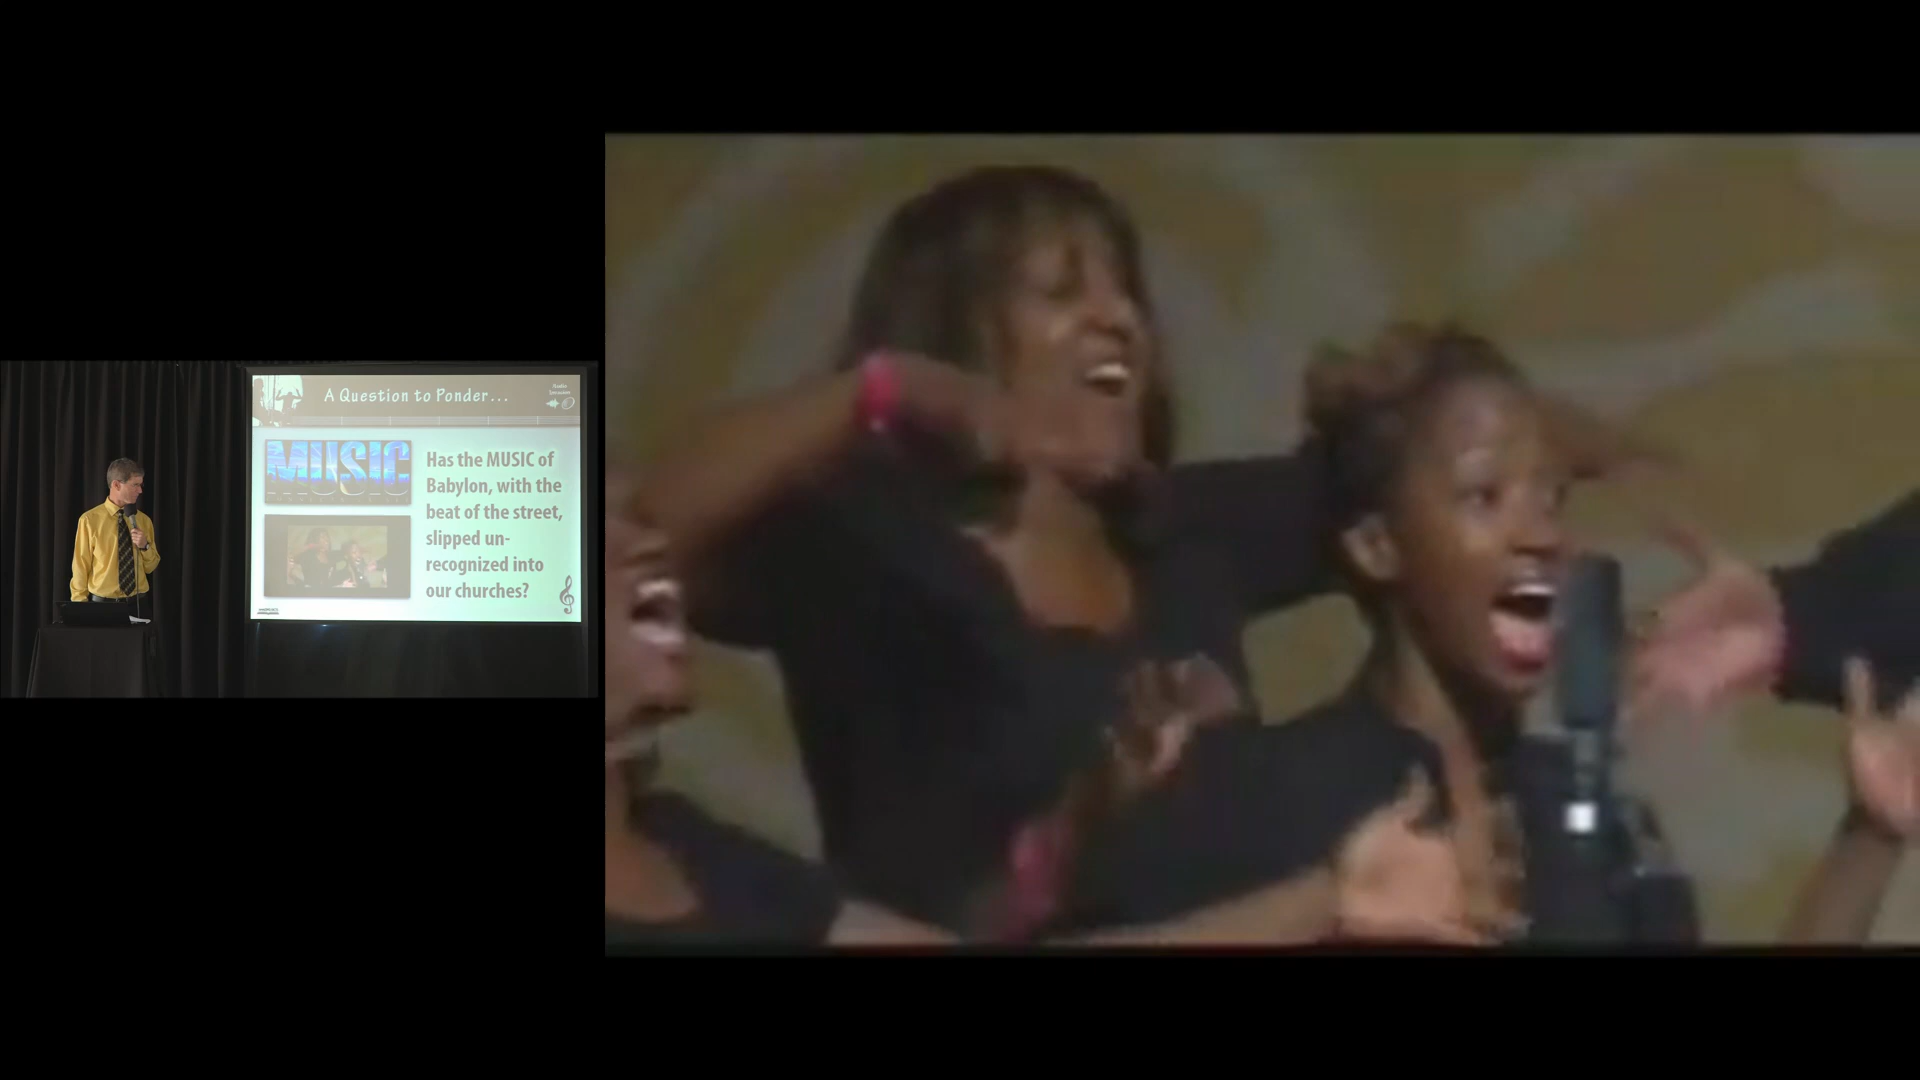 A Question to Ponder...
MUSIC
Has the MUSIC of
Babylon, with the
beat of the street,
slipped un-
recognized into
our churches?